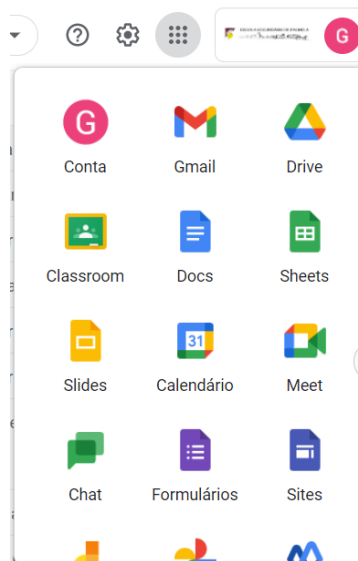 G
G
Conta Gmail Drive
Classroom Docs Sheets
31
Slides Calendário Meet
Chat Formulários Sites